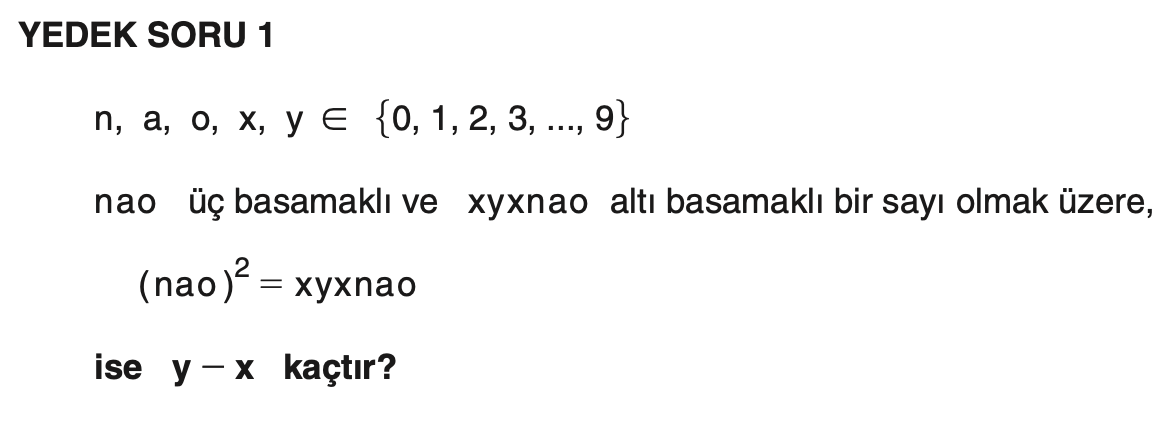 YEDEK SORU 1
n, a, o, x, y ∈ {0, 1, 2, 3, ..., 9}
nao üç basamaklı ve xyxnao altı basamaklı bir sayı olmak üzere,
(nao)² = xyxnao
ise y − x kaçtır?